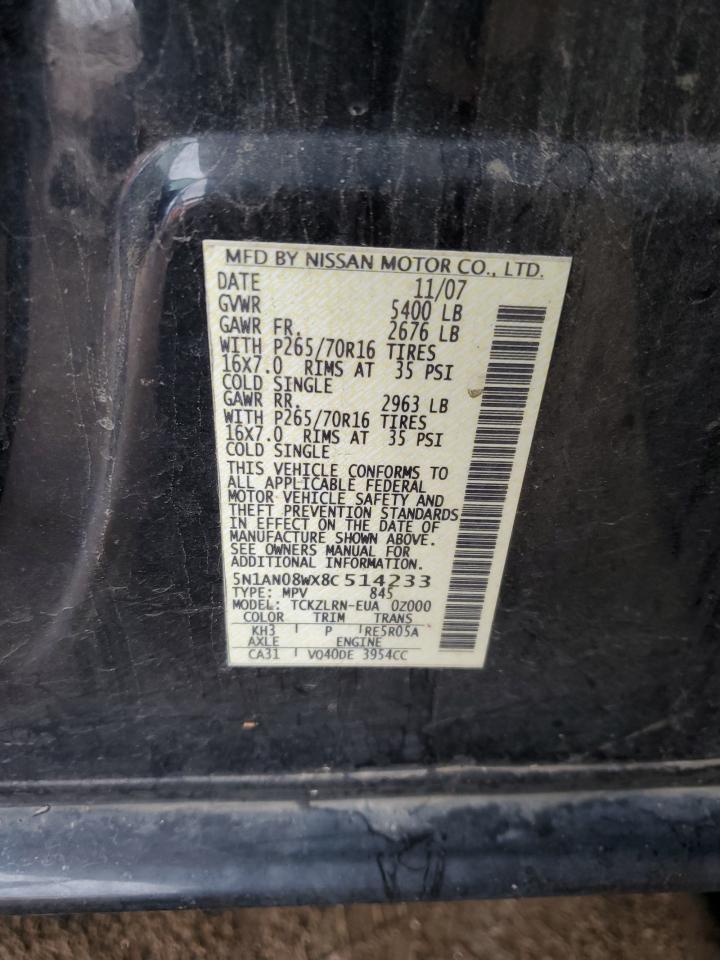 MFD BY NISSAN MOTOR CO., LTD.
DATE 11/07
GVWR 5400 LB
GAWR FR. 2676 LB
WITH P265/70R16 TIRES
16X7.0 RIMS AT 35 PSI
COLD SINGLE
GAWR RR. 2963 LB
WITH P265/70R16 TIRES
16X7.0 RIMS AT 35 PSI
COLD SINGLE
THIS VEHICLE CONFORMS TO
ALL APPLICABLE FEDERAL
MOTOR VEHICLE SAFETY AND
THEFT PREVENTION STANDARDS
IN EFFECT ON THE DATE OF
MANUFACTURE SHOWN ABOVE.
SEE OWNERS MANUAL FOR
ADDITIONAL INFORMATION.
5N1AN08WX8C514233
TYPE: MPV 845
MODEL: TCKZLRN-EUA 0Z000
COLOR TRIM TRANS
KH3 P RE5R05A
AXLE ENGINE
CA31 VQ40DE 3954CC